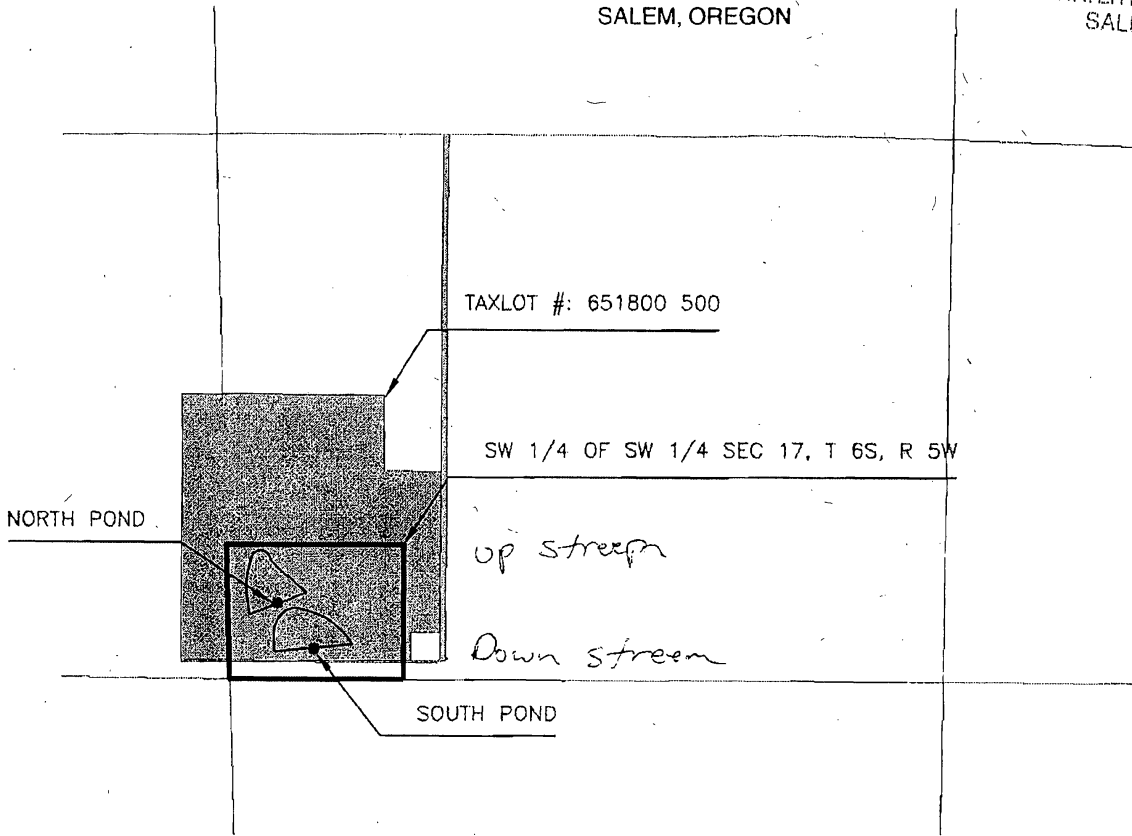 SALEM, OREGON
TAXLOT #: 651800 500
SW 1/4 OF SW 1/4 SEC 17, T 6S, R 5W
NORTH POND
up streem
Down streem
SOUTH POND